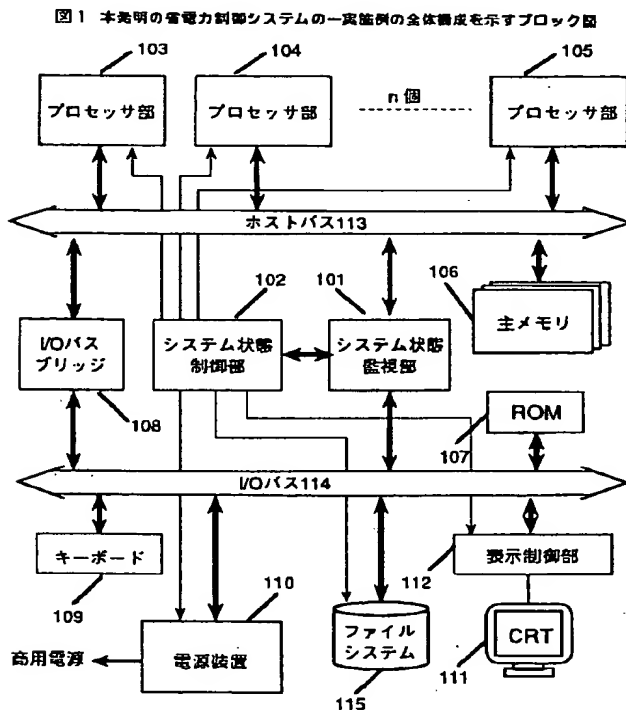 図1 本発明の省電力制御システムの一実施例の全体構成を示すブロック図
103
104
105
プロセッサ部
プロセッサ部
n個
プロセッサ部
ホストバス113
102
101
106
主メモリ
I/Oバス
ブリッジ
システム状態
制御部
システム状態
監視部
108
ROM
107
I/Oバス114
キーボード
109
110
112
表示制御部
商用電源
電源装置
ファイル
システム
115
111
CRT